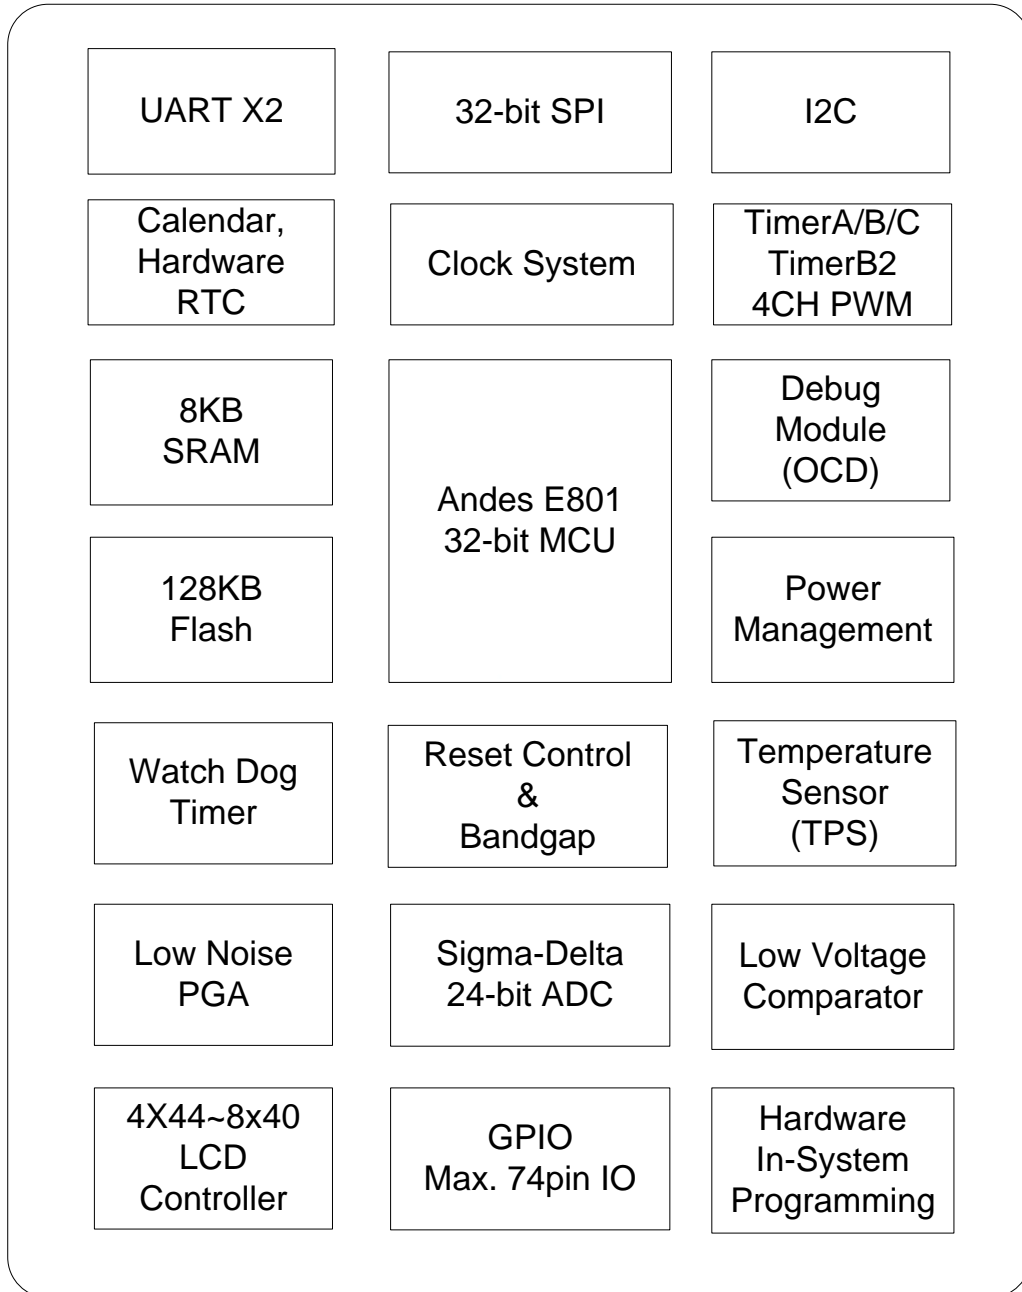 UART X2
32-bit SPI
I2C
Calendar,
Hardware
RTC
Clock System
TimerA/B/C
TimerB2
4CH PWM
8KB
SRAM
Andes E801
32-bit MCU
Debug
Module
(OCD)
128KB
Flash
Power
Management
Watch Dog
Timer
Reset Control
&
Bandgap
Temperature
Sensor
(TPS)
Low Noise
PGA
Sigma-Delta
24-bit ADC
Low Voltage
Comparator
4X44~8x40
LCD
Controller
GPIO
Max. 74pin IO
Hardware
In-System
Programming